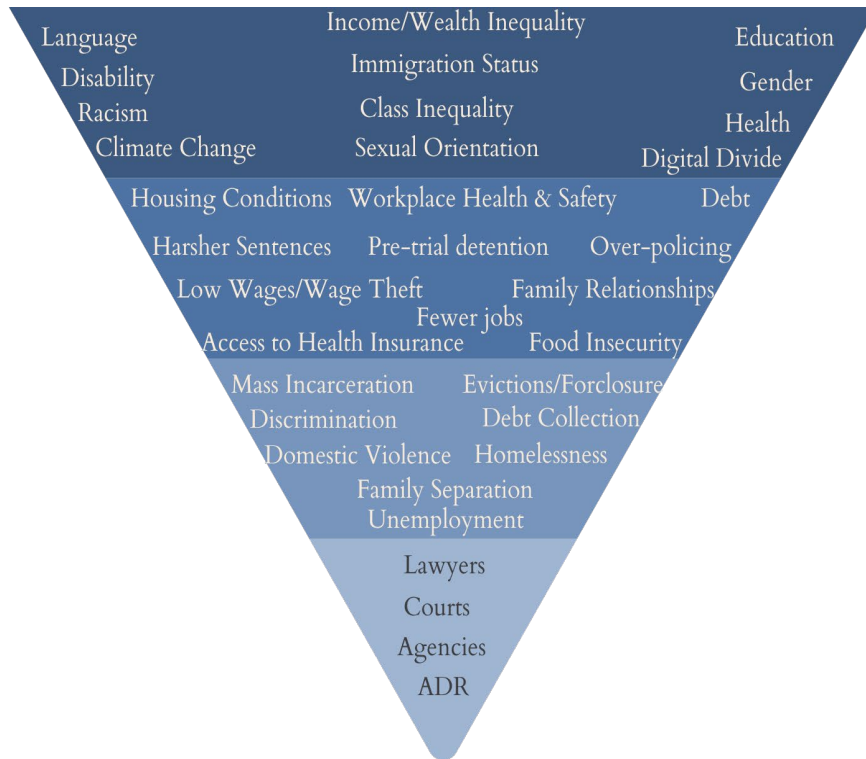 Income/Wealth Inequality
Language
Education
Immigration Status
Disability
Gender
Racism
Class Inequality
Health
Climate Change
Sexual Orientation
Digital Divide
Housing Conditions Workplace Health & Safety Debt
Harsher Sentences Pre-trial detention Over-policing
Low Wages/Wage Theft Family Relationships
Fewer jobs
Access to Health Insurance Food Insecurity
Mass Incarceration Evictions/Forclosure
Discrimination Debt Collection
Domestic Violence Homelessness
Family Separation
Unemployment
Lawyers
Courts
Agencies
ADR